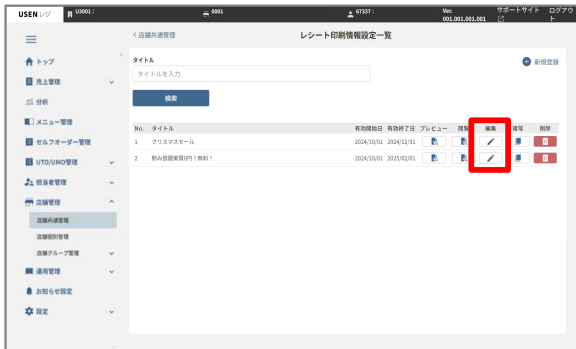 USEN レジ U3001： 0001 67337： Ver. 001.001.001.001 サポートサイト ログアウト
トップ
売上管理
分析
メニュー管理
セルフオーダー管理
UTO/UMO管理
担当者管理
店舗管理
店舗共通管理
店舗個別管理
店舗グループ管理
運用管理
お知らせ設定
設定
店舗共通管理
レシート印刷情報設定一覧
タイトル
新規登録
タイトルを入力
検索
No. タイトル 有効開始日 有効終了日 プレビュー 閲覧 編集 複写 削除
1 クリスマスセール 2024/10/01 2024/12/31
2 飲み放題実質0円！無料！ 2024/10/01 2025/02/01